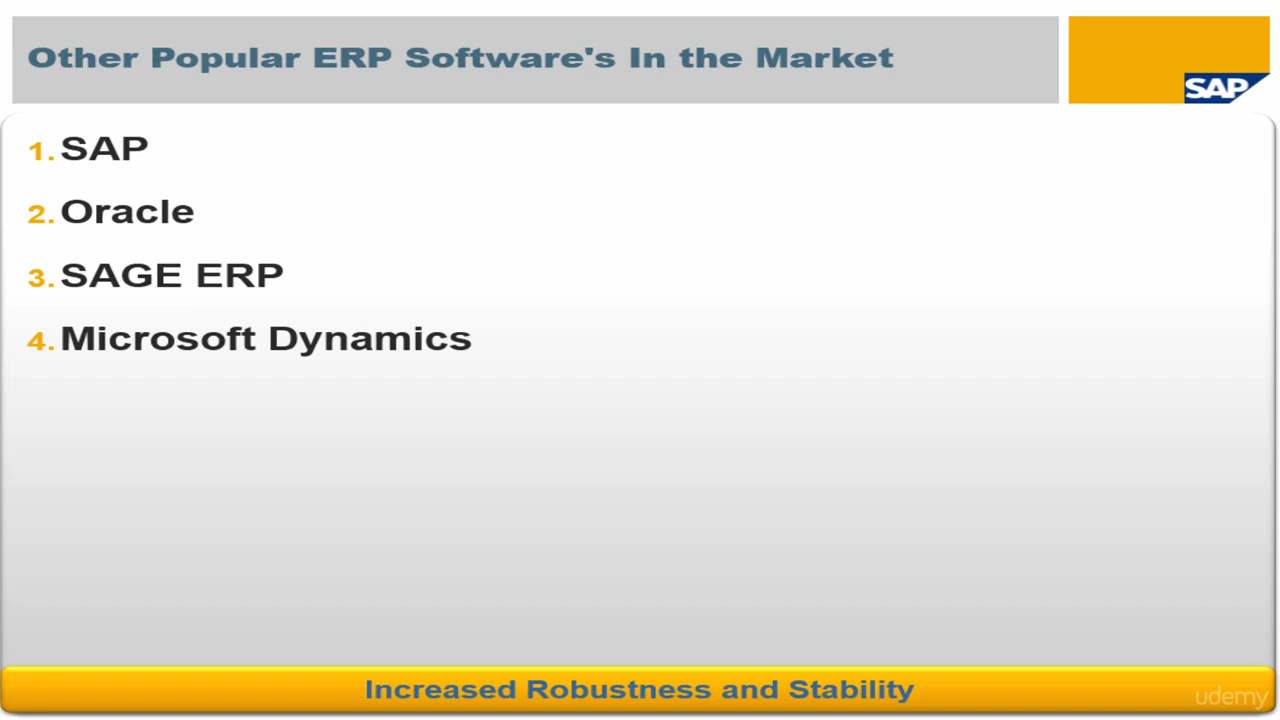 Other Popular ERP Software's In the Market
SAP
1. SAP
2. Oracle
3. SAGE ERP
4. Microsoft Dynamics
Increased Robustness and Stability
udemy